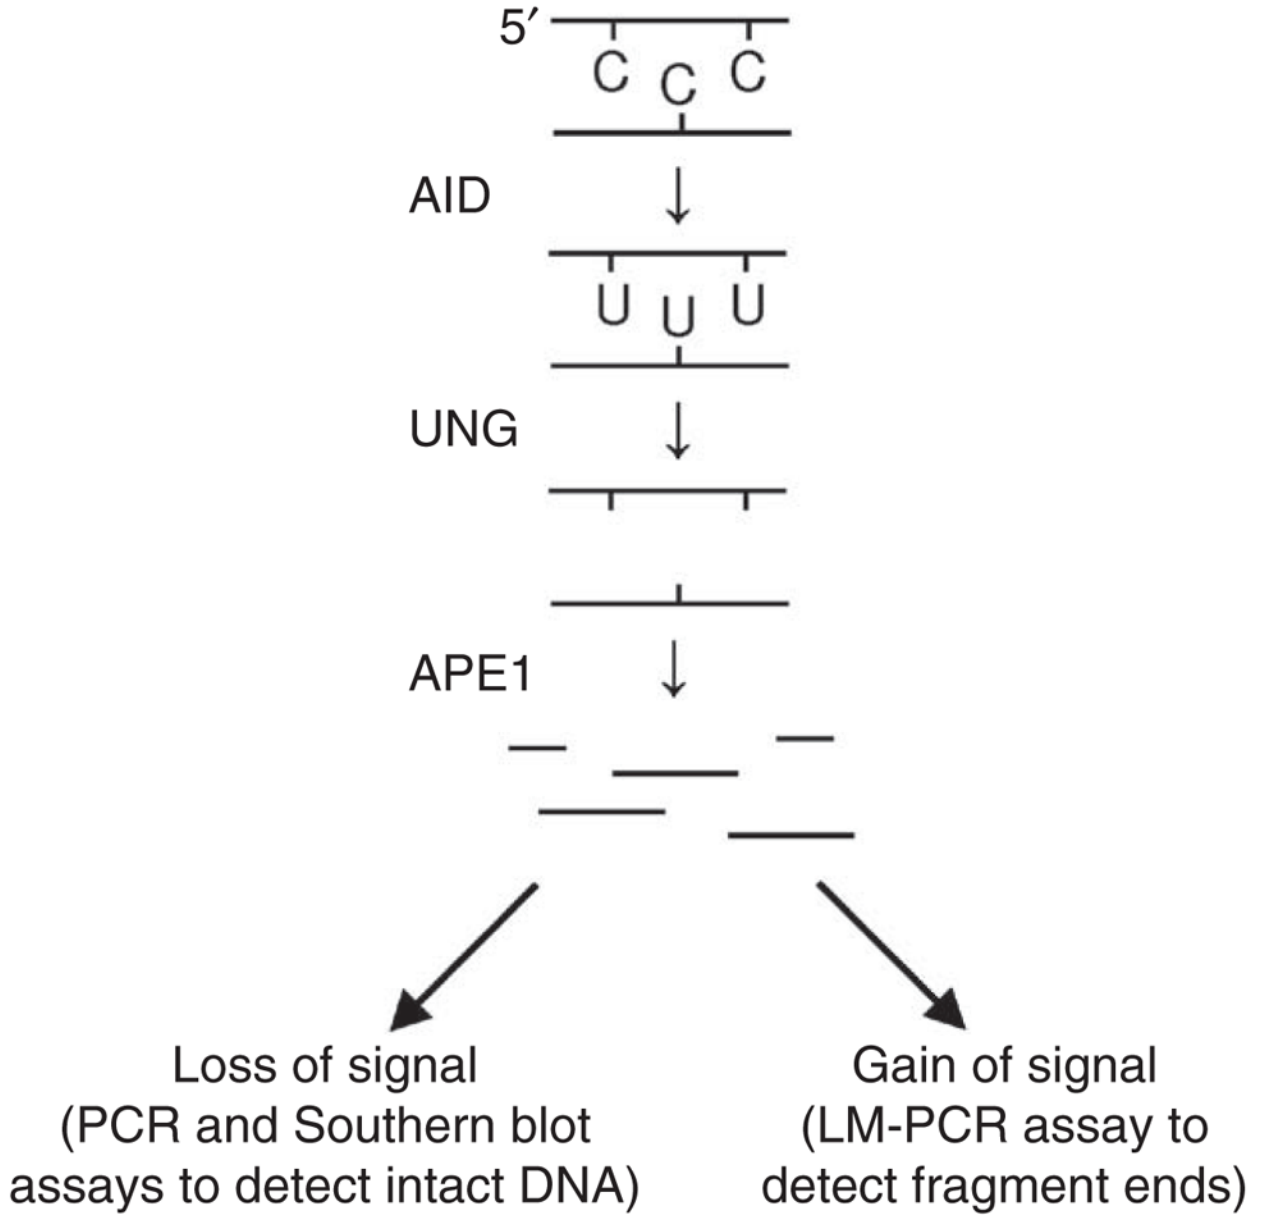 5′
C C C
AID
U U U
UNG
APE1
Loss of signal
(PCR and Southern blot
assays to detect intact DNA)
Gain of signal
(LM-PCR assay to
detect fragment ends)